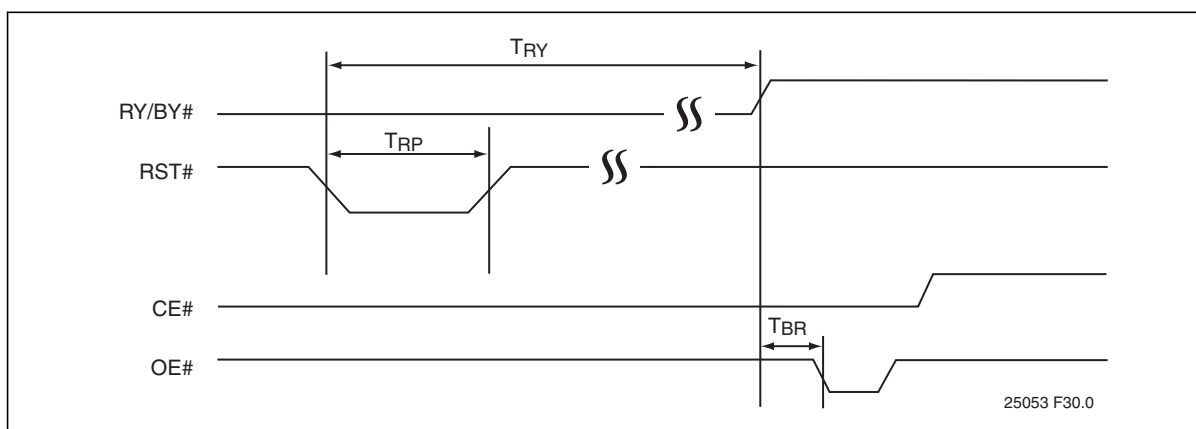 TRY
RY/BY#
TRP
RST#
CE#
TBR
OE#
25053 F30.0